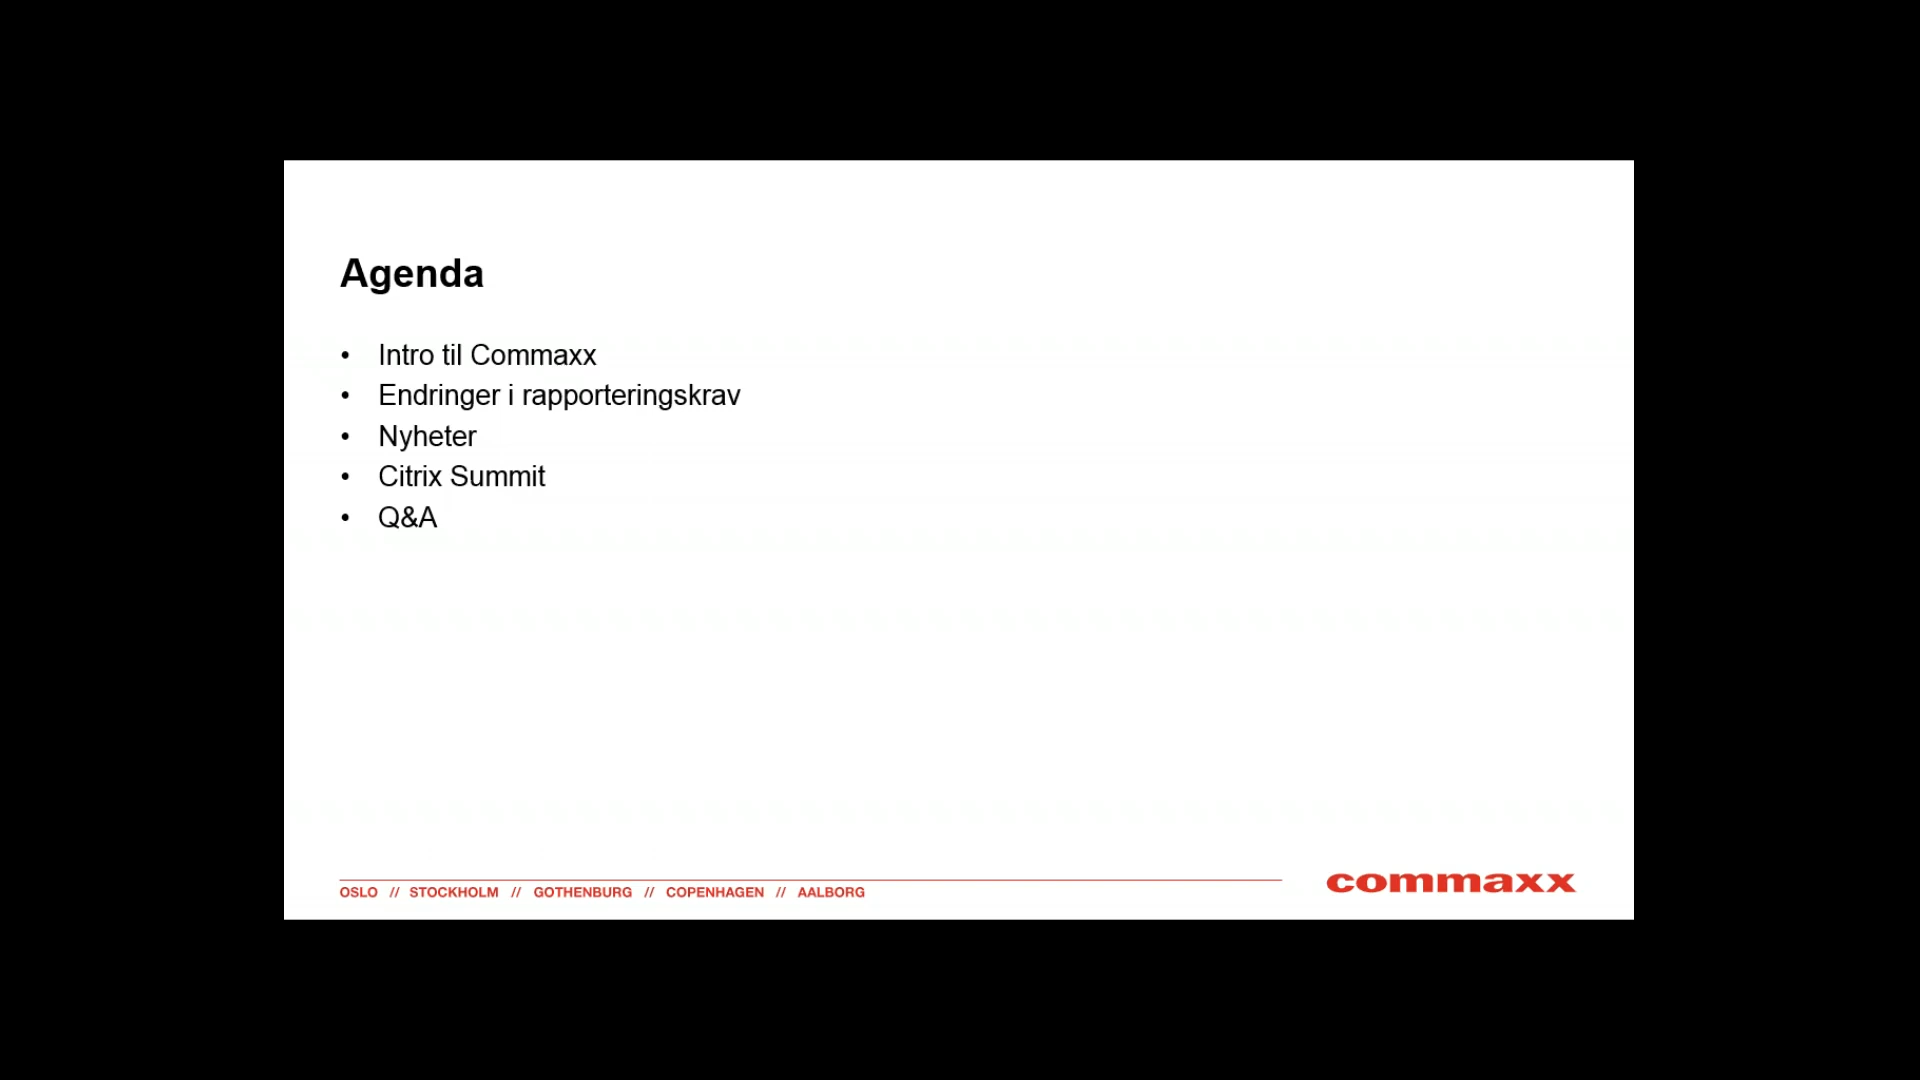 Agenda
• Intro til Commaxx
• Endringer i rapporteringskrav
• Nyheter
• Citrix Summit
• Q&A
OSLO // STOCKHOLM // GOTHENBURG // COPENHAGEN // AALBORG
commaxx